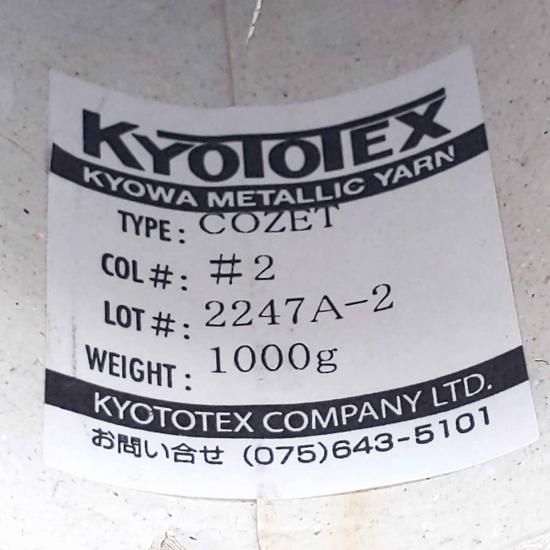 KYOTOTEX
KYOWA METALLIC YARN
TYPE: COZET
COL#: #2
LOT#: 2247A-2
WEIGHT: 1000g
KYOTOTEX COMPANY LTD.
お問い合せ (075)643-5101